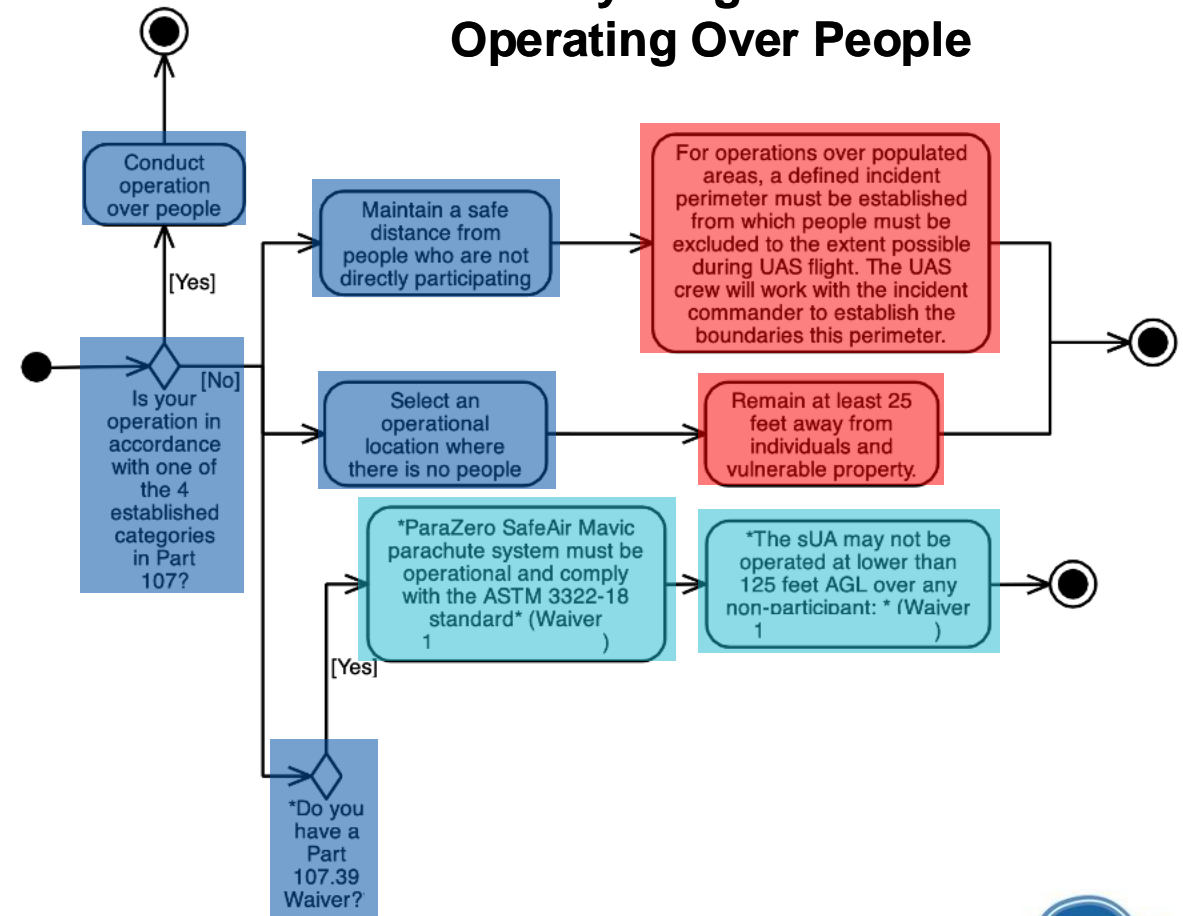 Operating Over People
Conduct
operation
over people
[Yes]
[No]
Is your
operation in
accordance
with one of
the 4
established
categories
in Part
107?
Maintain a safe
distance from
people who are not
directly participating
For operations over populated
areas, a defined incident
perimeter must be established
from which people must be
excluded to the extent possible
during UAS flight. The UAS
crew will work with the incident
commander to establish the
boundaries this perimeter.
Select an
operational
location where
there is no people
Remain at least 25
feet away from
individuals and
vulnerable property.
*ParaZero SafeAir Mavic
parachute system must be
operational and comply
with the ASTM 3322-18
standard* (Waiver
1 )
*The sUA may not be
operated at lower than
125 feet AGL over any
non-participant: * (Waiver
1 )
[Yes]
*Do you
have a
Part
107.39
Waiver?